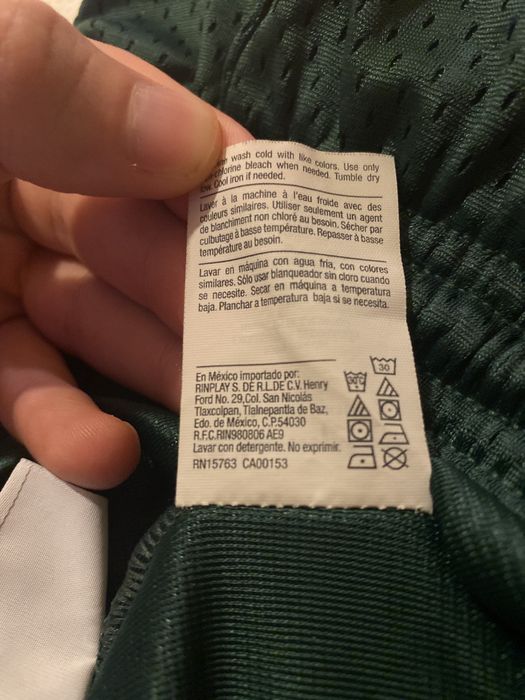 wash cold with like colors. Use only
chlorine bleach when needed. Tumble dry
low. Cool iron if needed.
Laver à la machine à l'eau froide avec des
couleurs similaires. Utiliser seulement un agent
de blanchiment non chloré au besoin. Sécher par
culbutage à basse température. Repasser à basse
température au besoin.
Lavar en máquina con agua fria, con colores
similares. Sólo usar blanqueador sin cloro cuando
se necesite. Secar en máquina a temperatura
baja. Planchar a temperatura baja si se necesita.
En México importado por:
RINPLAY S. DE R.L.DE C.V. Henry
Ford No. 29,Col. San Nicolás
Tlaxcolpan, Tlalnepantla de Baz,
Edo. de México, C.P.54030
R.F.C.RIN980806 AE9
Lavar con detergente. No exprimir.
RN15763 CA00153
30
30°C